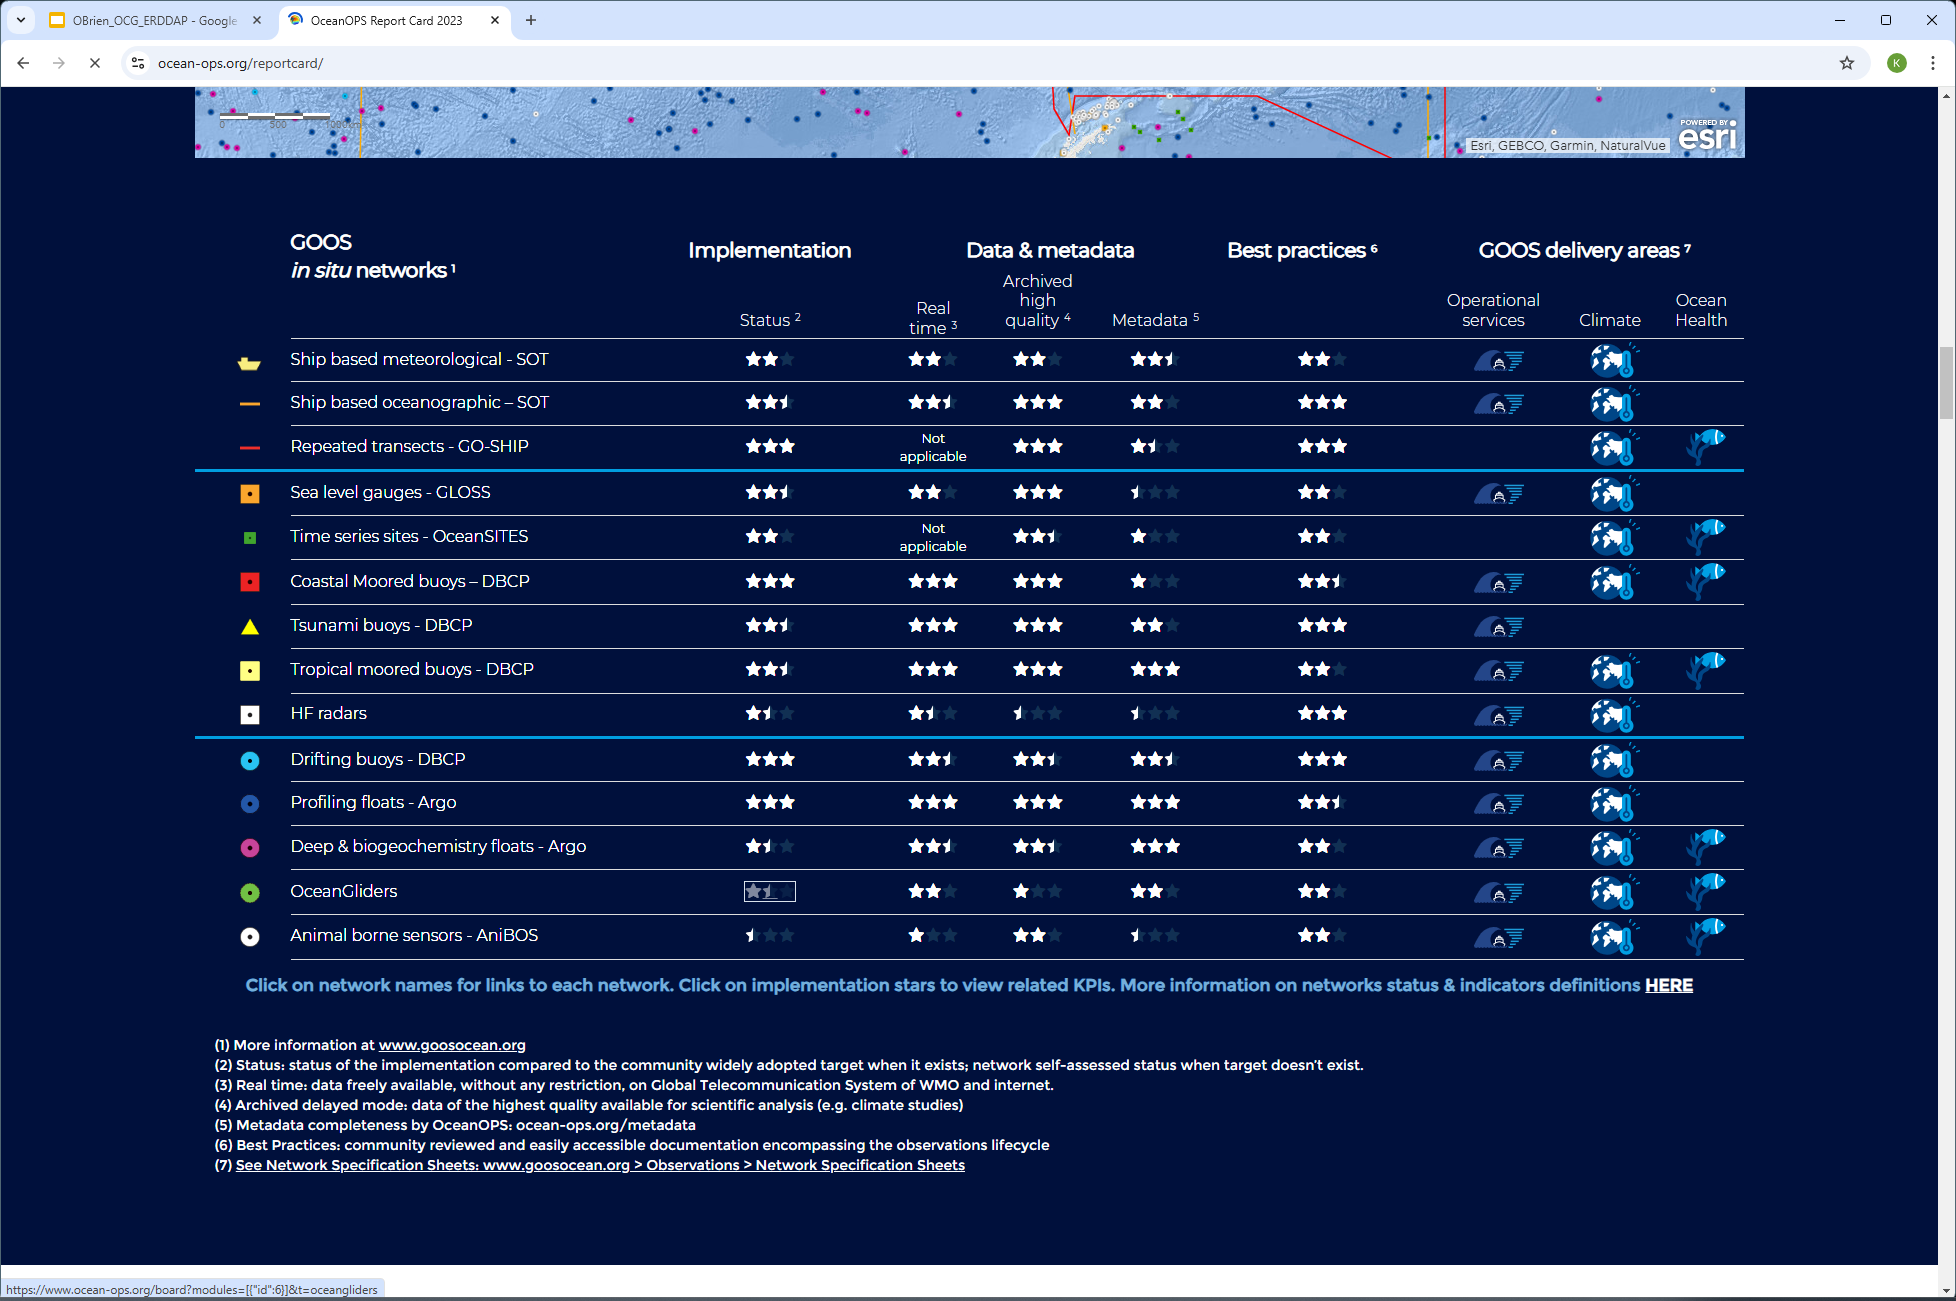 OBrien_OCG_ERDDAP - Google
OceanOPS Report Card 2023
ocean-ops.org/reportcard/
K
0 500
POWERED BY
esri
Esri, GEBCO, Garmin, NaturalVue
GOOS
in situ networks 1
Implementation
Data & metadata
Best practices 6
GOOS delivery areas 7
Status 2
Real time 3
Archived high quality 4
Metadata 5
Operational services
Climate
Ocean Health
Ship based meteorological - SOT
Ship based oceanographic – SOT
Repeated transects - GO-SHIP
Not applicable
Sea level gauges - GLOSS
Time series sites - OceanSITES
Not applicable
Coastal Moored buoys – DBCP
Tsunami buoys - DBCP
Tropical moored buoys - DBCP
HF radars
Drifting buoys - DBCP
Profiling floats - Argo
Deep & biogeochemistry floats - Argo
OceanGliders
Animal borne sensors - AniBOS
Click on network names for links to each network. Click on implementation stars to view related KPIs. More information on networks status & indicators definitions HERE
(1) More information at www.goosocean.org
(2) Status: status of the implementation compared to the community widely adopted target when it exists; network self-assessed status when target doesn't exist.
(3) Real time: data freely available, without any restriction, on Global Telecommunication System of WMO and internet.
(4) Archived delayed mode: data of the highest quality available for scientific analysis (e.g. climate studies)
(5) Metadata completeness by OceanOPS: ocean-ops.org/metadata
(6) Best Practices: community reviewed and easily accessible documentation encompassing the observations lifecycle
(7) See Network Specification Sheets: www.goosocean.org > Observations > Network Specification Sheets
https://www.ocean-ops.org/board?modules=[{"id":6}]&t=oceangliders